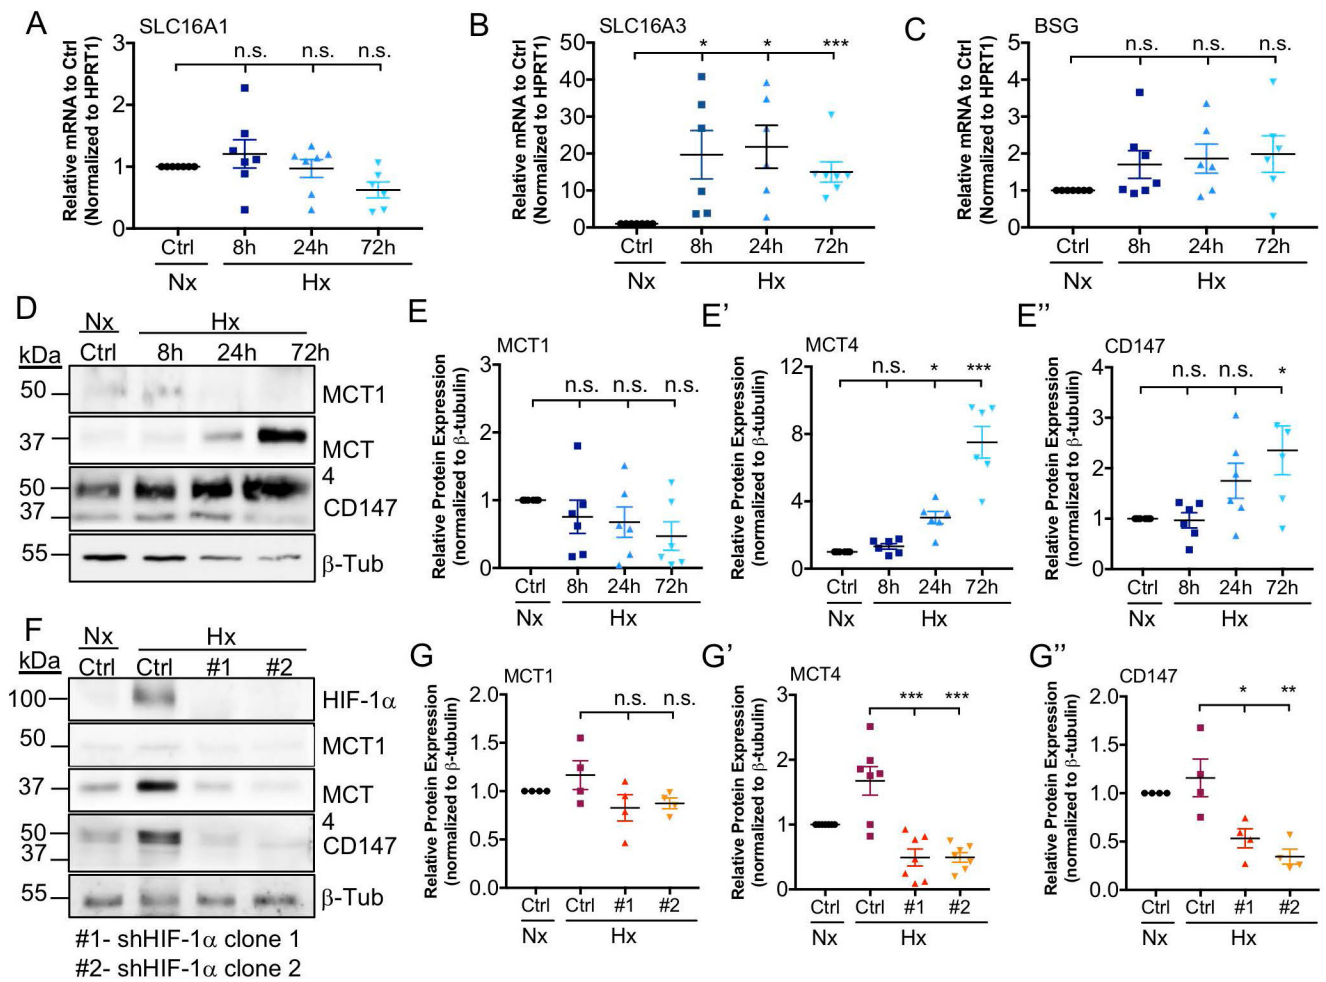 A
SLC16A1
Relative mRNA to Ctrl
(Normalized to HPRT1)
3
2
1
0
n.s. n.s. n.s.
Ctrl 8h 24h 72h
Nx Hx
B
SLC16A3
Relative mRNA to Ctrl
(Normalized to HPRT1)
50
40
30
20
10
0
* * ***
Ctrl 8h 24h 72h
Nx Hx
C
BSG
Relative mRNA to Ctrl
(Normalized to HPRT1)
5
4
3
2
1
0
n.s. n.s. n.s.
Ctrl 8h 24h 72h
Nx Hx
D
Nx Hx
kDa Ctrl 8h 24h 72h
50 MCT1
37 MCT
4
50
37 CD147
55 β-Tub
E
MCT1
Relative Protein Expression
(normalized to β-tubulin)
3
2
1
0
n.s. n.s. n.s.
Ctrl 8h 24h 72h
Nx Hx
E’
MCT4
Relative Protein Expression
(normalized to β-tubulin)
12
8
4
0
n.s. * ***
Ctrl 8h 24h 72h
Nx Hx
E”
CD147
Relative Protein Expression
(normalized to β-tubulin)
4
3
2
1
0
n.s. n.s. *
Ctrl 8h 24h 72h
Nx Hx
F
Nx Hx
kDa Ctrl Ctrl #1 #2
100 HIF-1α
50 MCT1
37 MCT
4
50
37 CD147
55 β-Tub
#1- shHIF-1α clone 1
#2- shHIF-1α clone 2
G
MCT1
Relative Protein Expression
(normalized to β-tubulin)
2.0
1.5
1.0
0.5
0.0
n.s. n.s.
Ctrl Ctrl #1 #2
Nx Hx
G’
MCT4
Relative Protein Expression
(normalized to β-tubulin)
3
2
1
0
*** ***
Ctrl Ctrl #1 #2
Nx Hx
G”
CD147
Relative Protein Expression
(normalized to β-tubulin)
2.0
1.5
1.0
0.5
0.0
* **
Ctrl Ctrl #1 #2
Nx Hx